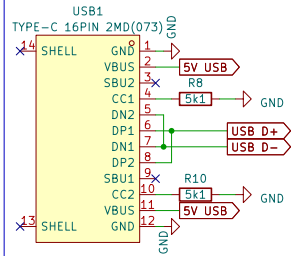 USB1
TYPE-C 16PIN 2MD(073)
GND
14 SHELL GND 1
VBUS 2 5V USB
SBU2 3 R8
CC1 4 5k1 GND
DN2 5
DP1 6 USB D+
DN1 7 USB D-
DP2 8
SBU1 9 R10
CC2 10 5k1 GND
VBUS 11 5V USB
13 SHELL GND 12
GND